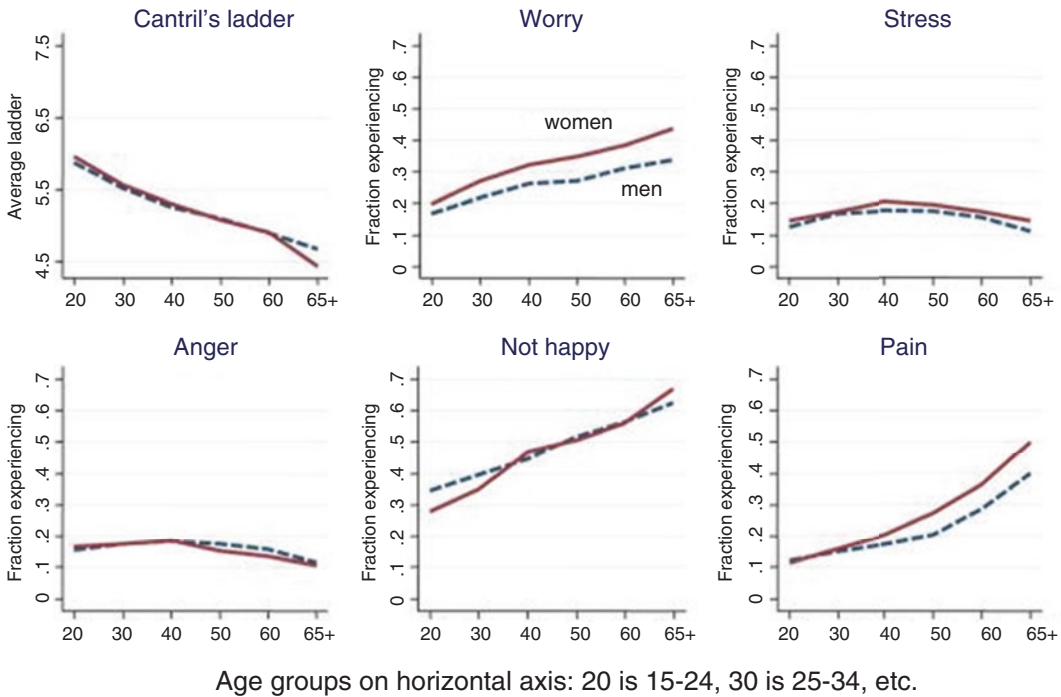 Cantril's ladder
Average ladder
7.5
6.5
5.5
4.5
20 30 40 50 60 65+
Worry
Fraction experiencing
.7
.6
.5
.4
.3
.2
.1
0
women
men
20 30 40 50 60 65+
Stress
Fraction experiencing
.7
.6
.5
.4
.3
.2
.1
0
20 30 40 50 60 65+
Anger
Fraction experiencing
.7
.6
.5
.4
.3
.2
.1
0
20 30 40 50 60 65+
Not happy
Fraction experiencing
.7
.6
.5
.4
.3
.2
.1
0
20 30 40 50 60 65+
Pain
Fraction experiencing
.7
.6
.5
.4
.3
.2
.1
0
20 30 40 50 60 65+
Age groups on horizontal axis: 20 is 15-24, 30 is 25-34, etc.